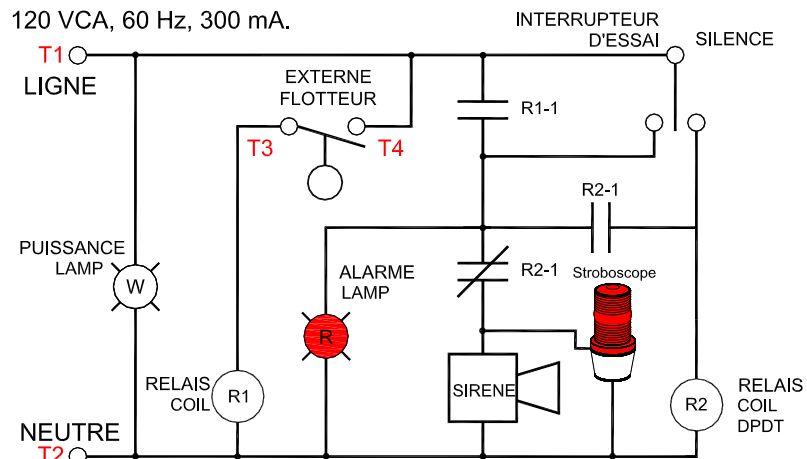 120 VCA, 60 Hz, 300 mA.
T1
LIGNE
INTERRUPTEUR
D'ESSAI
SILENCE
EXTERNE
FLOTTEUR
T3
T4
R1-1
R2-1
PUISSANCE
LAMP
W
ALARME
LAMP
R
R2-1
Stroboscope
RELAIS
COIL
R1
SIRENE
R2
RELAIS
COIL
DPDT
NEUTRE
T2